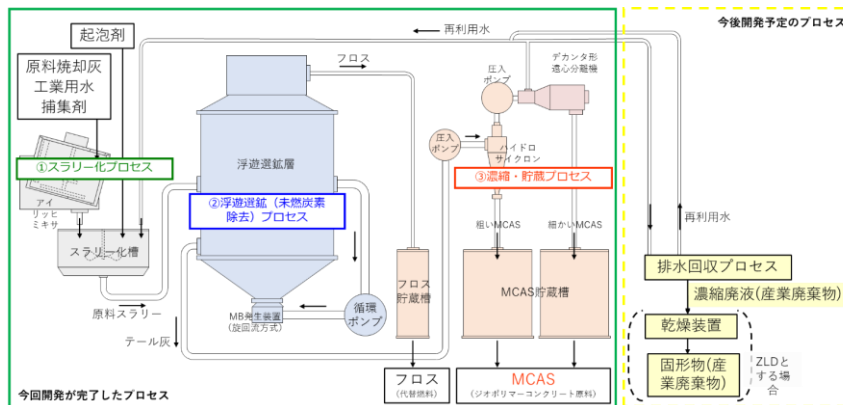 今後開発予定のプロセス
再利用水
起泡剤
フロス
圧入
ポンプ
デカンタ形
遠心分離機
原料焼却灰
工業用水
捕集剤
圧入
ポンプ
ハイドロ
サイクロン
浮遊選鉱層
①スラリー化プロセス
③濃縮・貯蔵プロセス
アイ
リッヒ
ミキサ
②浮遊選鉱（未燃炭素
除去）プロセス
粗いMCAS
細かいMCAS
再利用水
スラリー化槽
フロス
貯蔵槽
MCAS貯蔵槽
排水回収プロセス
原料スラリー
MB発生装置
(旋回流方式)
循環
ポンプ
濃縮廃液(産業廃棄物)
乾燥装置
テール灰
固形物(産
業廃棄物)
ZLDと
する場
合
フロス
(代替燃料)
MCAS
(ジオポリマーコンクリート原料)
今回開発が完了したプロセス